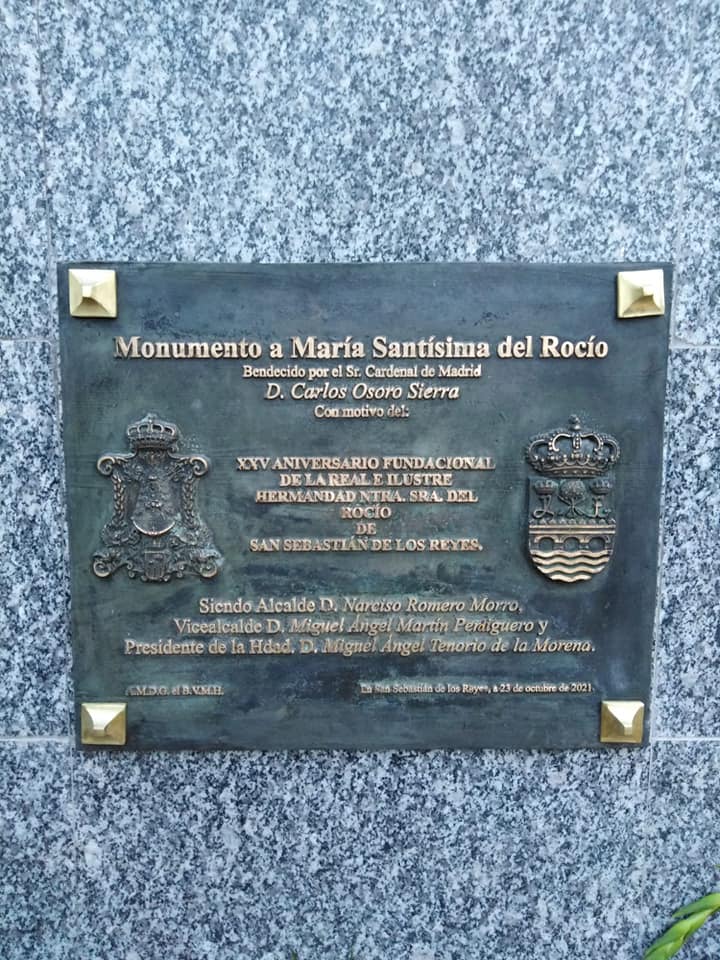 Monumento a María Santísima del Rocío
Bendecido por el Sr. Cardenal de Madrid
D. Carlos Osoro Sierra
Con motivo del:
XXV ANIVERSARIO FUNDACIONAL
DE LA REAL E ILUSTRE
HERMANDAD NTRA. SRA. DEL
ROCÍO
DE
SAN SEBASTIÁN DE LOS REYES.
Siendo Alcalde D. Narciso Romero Morro,
Vicealcalde D. Miguel Ángel Martín Perdiguero y
Presidente de la Hdad. D. Miguel Ángel Tenorio de la Morena.
A.M.D.G. et B.V.M.H.
En San Sebastián de los Reyes, a 23 de octubre de 2021.